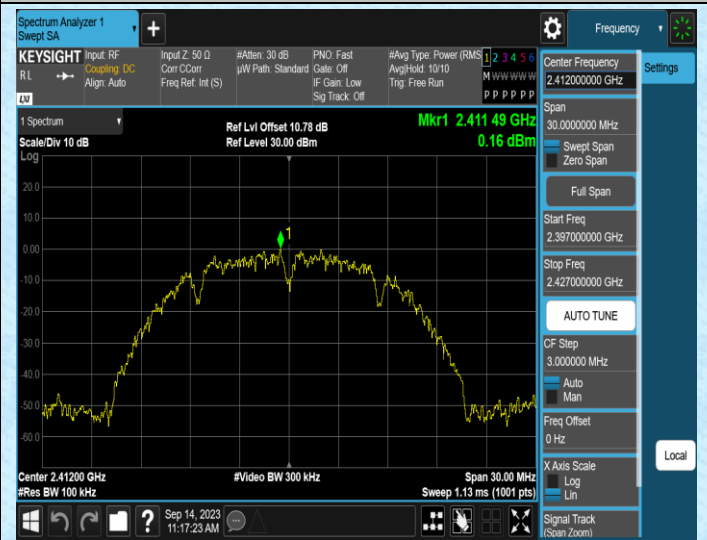 Spectrum Analyzer 1
Swept SA
Frequency
KEYSIGHT
RL
LXI
Input: RF
Coupling: DC
Align: Auto
Input Z: 50 Ω
Corr CCorr
Freq Ref: Int (S)
#Atten: 30 dB
µW Path: Standard
PNO: Fast
Gate: Off
IF Gain: Low
Sig Track: Off
#Avg Type: Power (RMS)
Avg|Hold: 10/10
Trig: Free Run
1 2 3 4 5 6
M W W W W W
P P P P P P
1 Spectrum
Scale/Div 10 dB
Ref Lvl Offset 10.78 dB
Ref Level 30.00 dBm
Mkr1 2.411 49 GHz
0.16 dBm
Log
20.0
10.0
0.00
-10.0
-20.0
-30.0
-40.0
-50.0
-60.0
1
Center 2.41200 GHz
#Res BW 100 kHz
#Video BW 300 kHz
Span 30.00 MHz
Sweep 1.13 ms (1001 pts)
Sep 14, 2023
11:17:23 AM
Center Frequency
2.412000000 GHz
Settings
Span
30.0000000 MHz
Swept Span
Zero Span
Full Span
Start Freq
2.397000000 GHz
Stop Freq
2.427000000 GHz
AUTO TUNE
CF Step
3.000000 MHz
Auto
Man
Freq Offset
0 Hz
X Axis Scale
Log
Lin
Local
Signal Track
(Span Zoom)